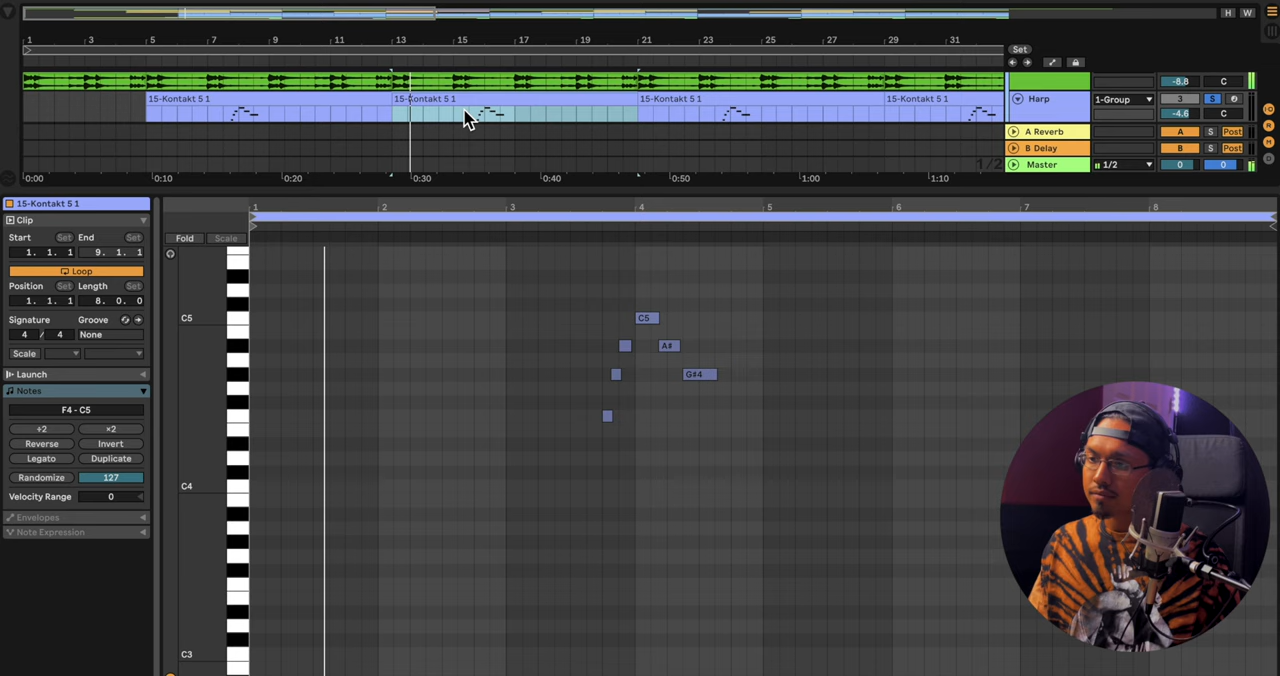 H W
1 3 5 7 9 11 13 15 17 19 21 23 25 27 29 31
Set
-8.8 C
15-Kontakt 5 1 15-Kontakt 5 1 15-Kontakt 5 1 15-Kontakt 5 1 Harp 1-Group 3 S
-4.6 C
A Reverb A S Post
B Delay B S Post
1/2 Master 1/2 0 0
0:00 0:10 0:20 0:30 0:40 0:50 1:00 1:10
15-Kontakt 5 1
Clip
Start Set End Set
1. 1. 1 9. 1. 1
Loop
Position Set Length Set
1. 1. 1 8. 0. 0
Signature Groove
4 / 4 None
Scale
Launch
Notes
F4 - C5
÷2 ×2
Reverse Invert
Legato Duplicate
Randomize 127
Velocity Range 0
Envelopes
Note Expression
1 2 3 4 5 6 7 8
Fold Scale
C5 C5
A♯
G♯4
C4
C3